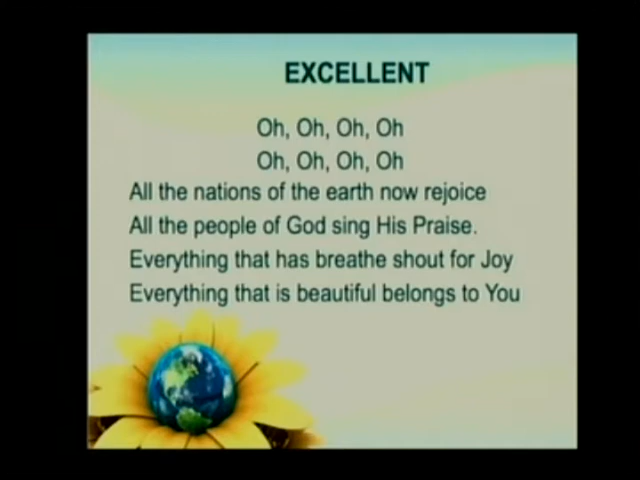 EXCELLENT
Oh, Oh, Oh, Oh
Oh, Oh, Oh, Oh
All the nations of the earth now rejoice
All the people of God sing His Praise.
Everything that has breathe shout for Joy
Everything that is beautiful belongs to You